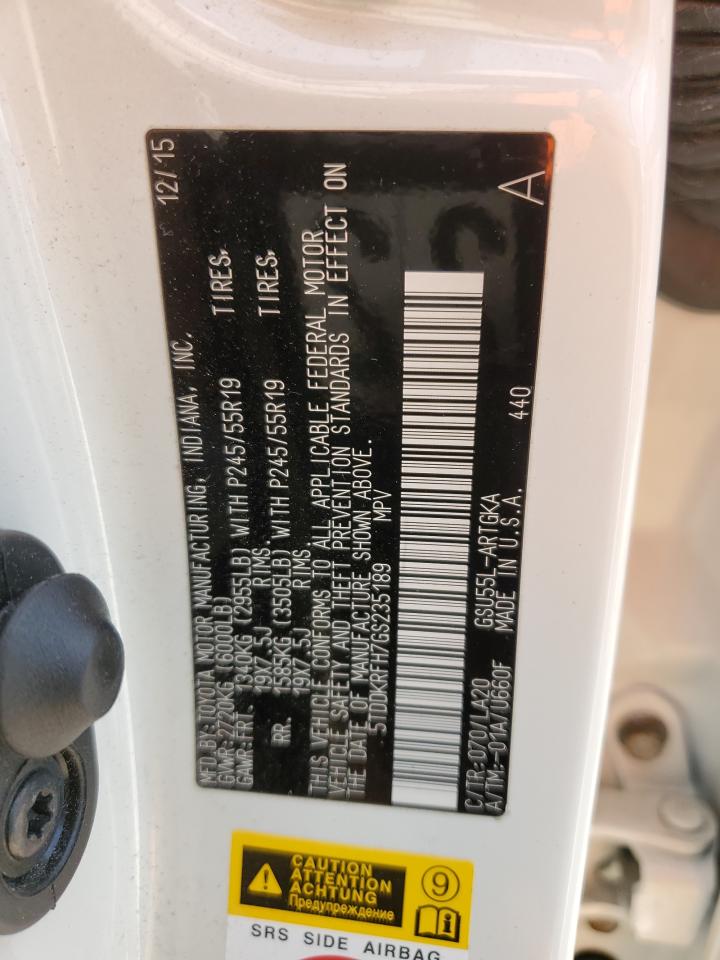 MFD.BY:TOYOTA MOTOR MANUFACTURING, INDIANA, INC. 12/15
GVWR:2720KG (6000LB)
GAWR:FRT. 1340KG (2955LB) WITH P245/55R19 TIRES,
19X7.5J RIMS
RR. 1585KG (3505LB) WITH P245/55R19 TIRES,
19X7.5J RIMS
THIS VEHICLE CONFORMS TO ALL APPLICABLE FEDERAL MOTOR
VEHICLE SAFETY AND THEFT PREVENTION STANDARDS IN EFFECT ON
THE DATE OF MANUFACTURE SHOWN ABOVE.
5TDDKRFH7GS235189 MPV
C/TR:070/LA20 GSU55L-ARTGKA
A/TM:-01A/U660F MADE IN U.S.A. 440 A
CAUTION
ATTENTION
ACHTUNG
Предупреждение
9
i
SRS SIDE AIRBAG